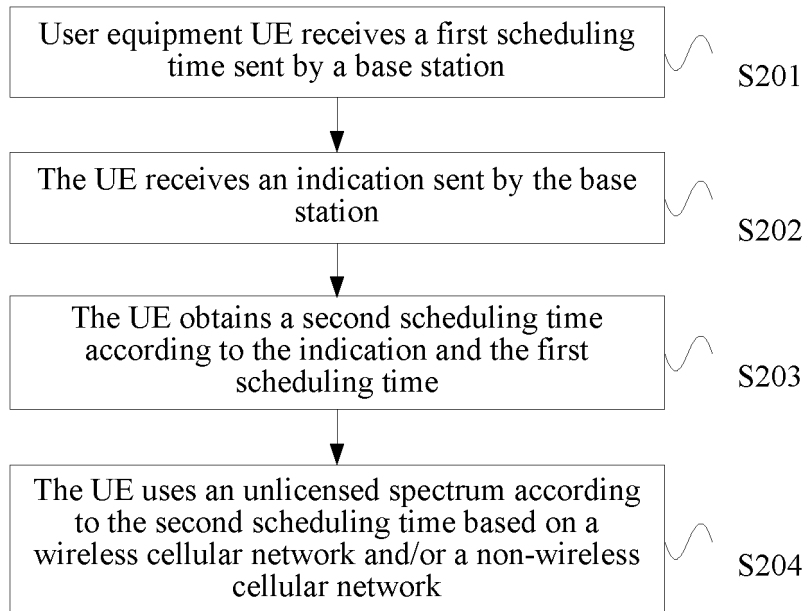 User equipment UE receives a first scheduling
time sent by a base station
S201
The UE receives an indication sent by the base
station
S202
The UE obtains a second scheduling time
according to the indication and the first
scheduling time
S203
The UE uses an unlicensed spectrum according
to the second scheduling time based on a
wireless cellular network and/or a non-wireless
cellular network
S204